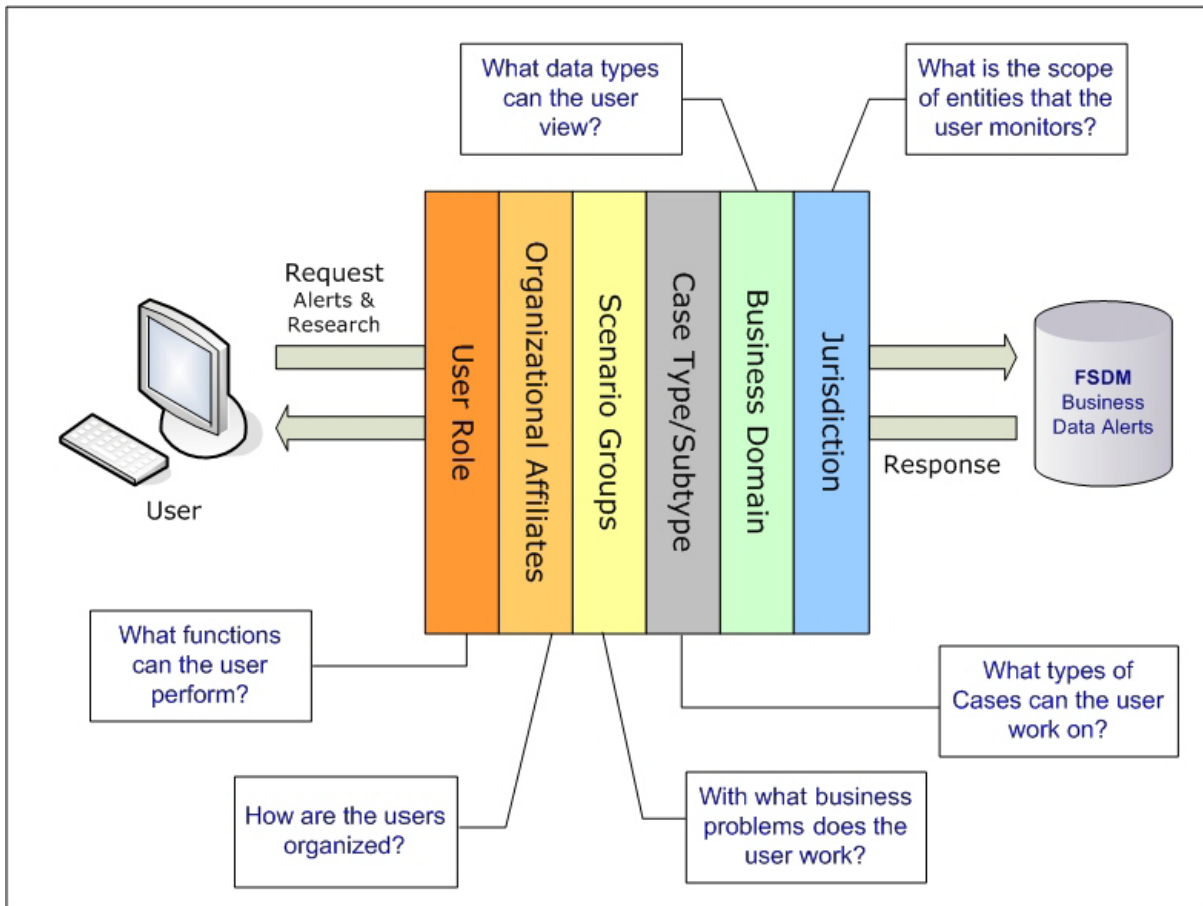 What data types
can the user
view?
What is the scope
of entities that the
user monitors?
Request
Alerts &
Research
User
User Role
Organizational Affiliates
Scenario Groups
Case Type/Subtype
Business Domain
Jurisdiction
FSDM
Business
Data Alerts
Response
What functions
can the user
perform?
What types of
Cases can the user
work on?
How are the users
organized?
With what business
problems does the
user work?